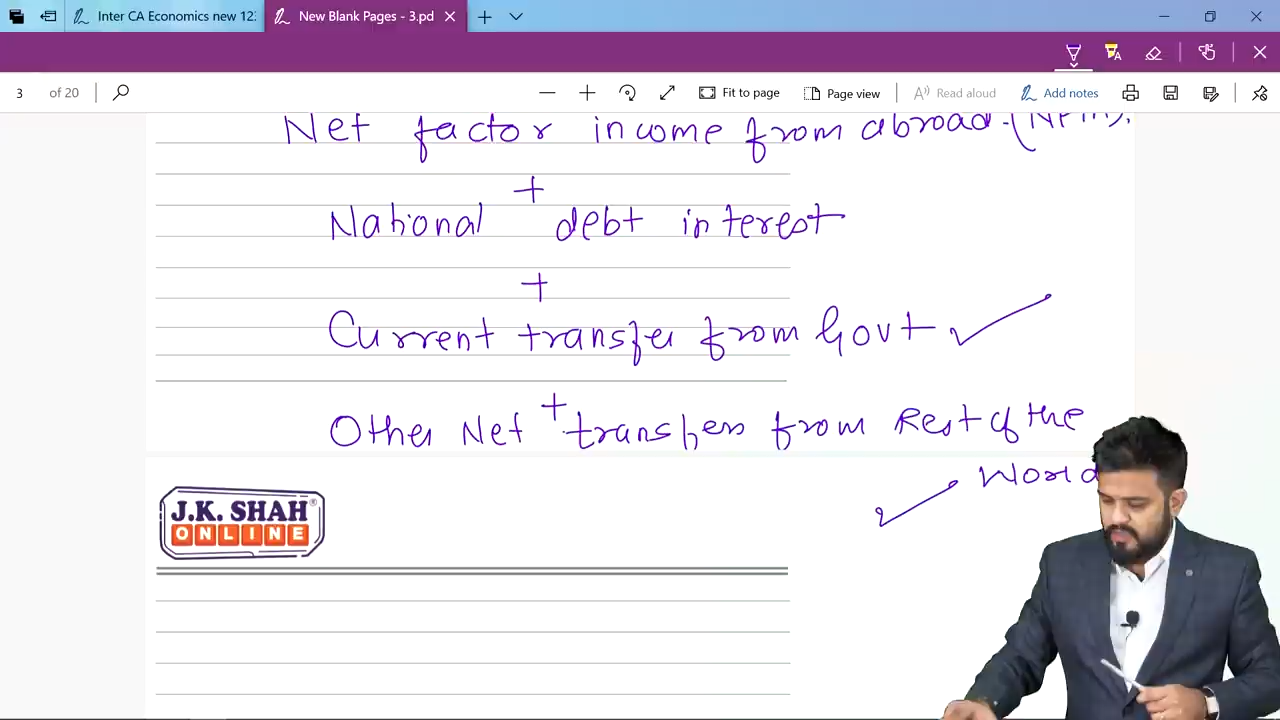 Inter CA Economics new 123
New Blank Pages - 3.pd
3 of 20
Fit to page
Page view
Read aloud
Add notes
Net factor income from abroad.
+
National debt interest
+
Current transfer from Govt
+
Other Net transfers from Rest of the
World
J.K. SHAH
ONLINE